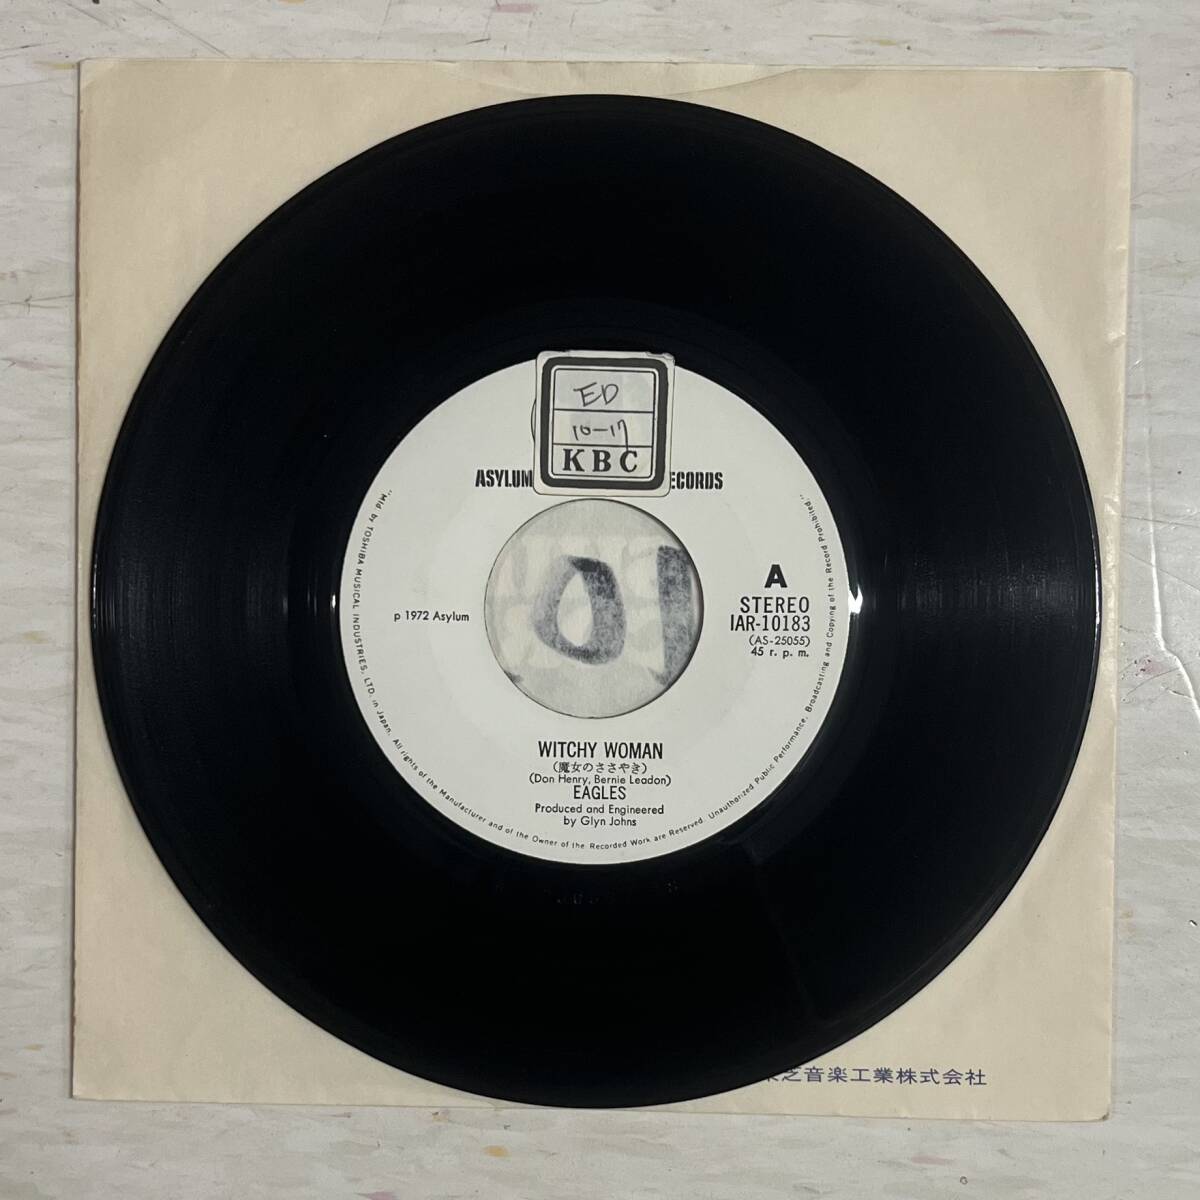 ED
10-17
KBC
ASYLUM ECORDS
A
STEREO
IAR-10183
(AS-25055)
45 r. p. m.
p 1972 Asylum
01
WITCHY WOMAN
(魔女のささやき)
(Don Henry, Bernie Leadon)
EAGLES
Produced and Engineered
by Glyn Johns
"Mfd by TOSHIBA MUSICAL INDUSTRIES, LTD. in Japan. All rights of the Manufacturer and of the Owner of the Recorded Work are Reserved. Unauthorized Public Performance, Broadcasting and Copying of the Record Prohibited."
芝音楽工業株式会社